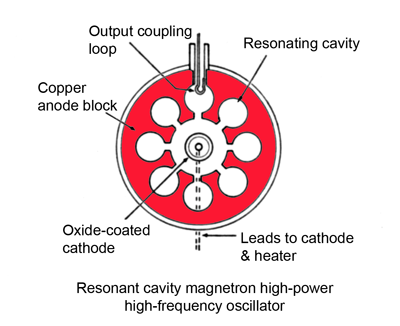 Output coupling
loop
Resonating cavity
Copper
anode block
Oxide-coated
cathode
Leads to cathode
& heater
Resonant cavity magnetron high-power
high-frequency oscillator